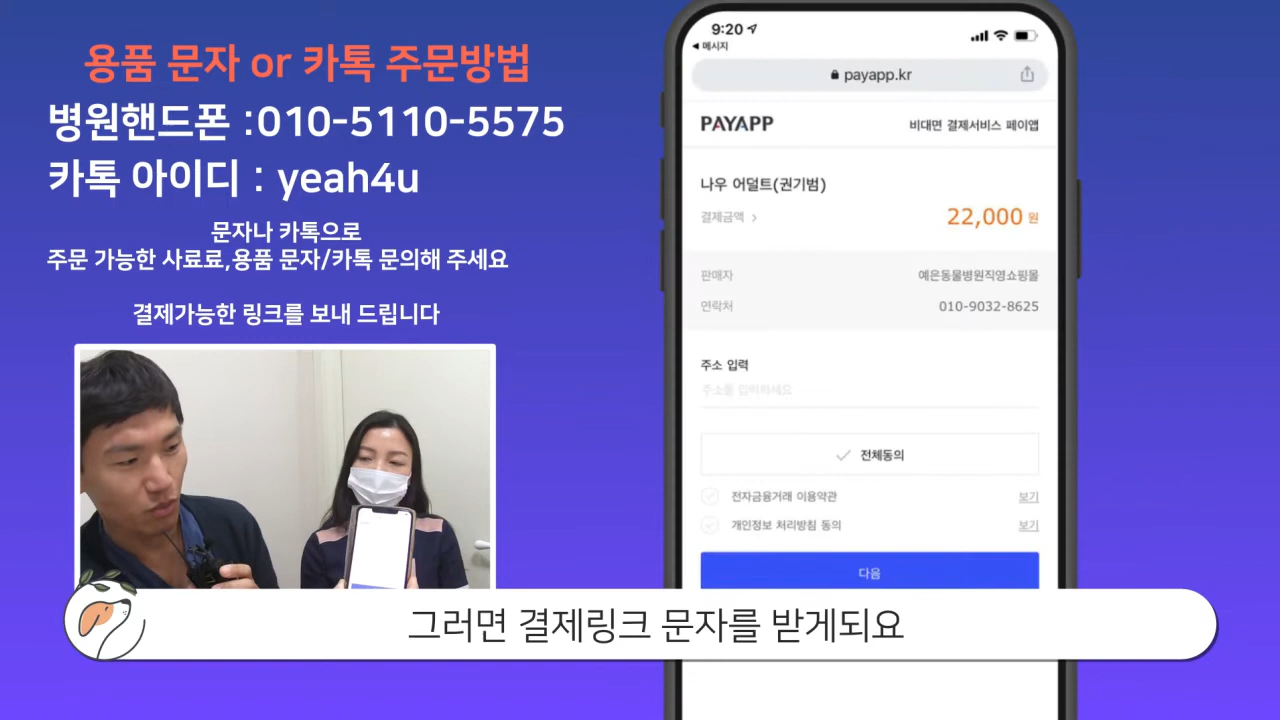 용품 문자 or 카톡 주문방법
병원핸드폰 :010-5110-5575
카톡 아이디 : yeah4u
문자나 카톡으로
주문 가능한 사료료,용품 문자/카톡 문의해 주세요
결제가능한 링크를 보내 드립니다
9:20
◀ 메시지
payapp.kr
PAYAPP 비대면 결제서비스 페이앱
나우 어덜트(권기범)
결제금액 > 22,000 원
판매자 예은동물병원직영쇼핑몰
연락처 010-9032-8625
주소 입력
주소를 입력하세요
전체동의
전자금융거래 이용약관 보기
개인정보 처리방침 동의 보기
다음
그러면 결제링크 문자를 받게되요